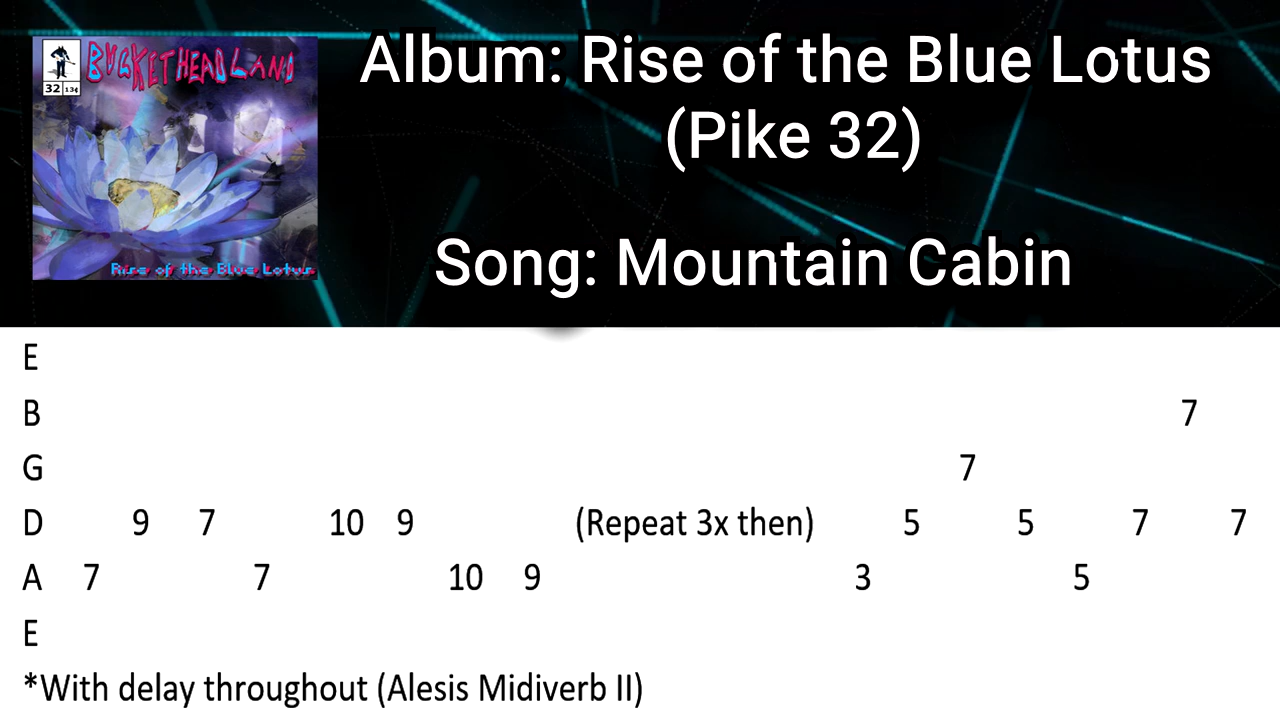 BUCKETHEADLAND
32 13¢
Rise of the Blue Lotus
Album: Rise of the Blue Lotus
(Pike 32)
Song: Mountain Cabin
E
B 7
G 7
D 9 7 10 9 (Repeat 3x then) 5 5 7 7
A 7 7 10 9 3 5
E
*With delay throughout (Alesis Midiverb II)